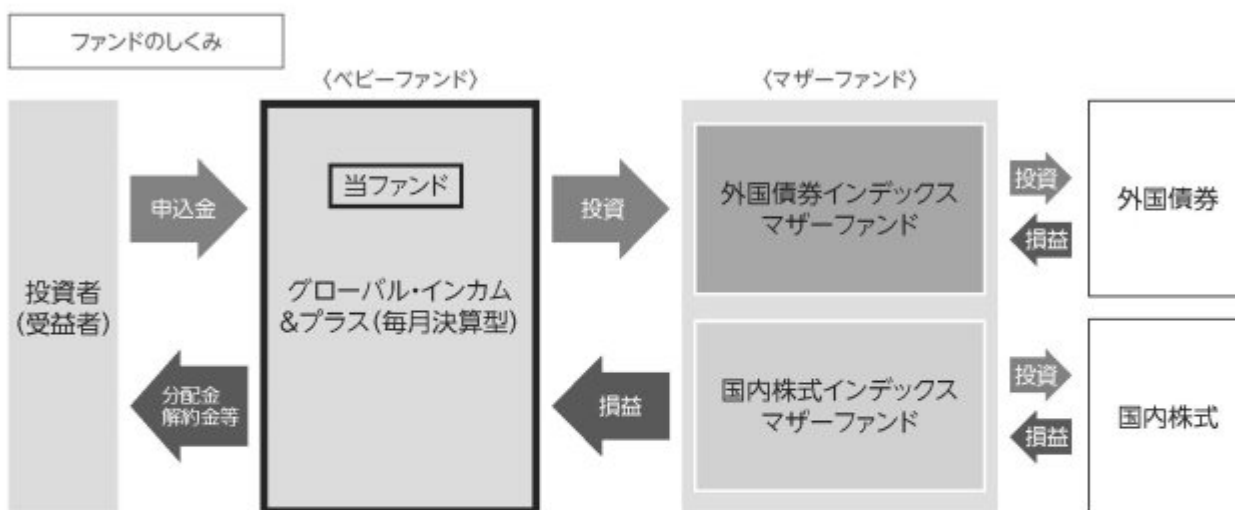 ファンドのしくみ
〈ベビーファンド〉
〈マザーファンド〉
投資者
(受益者)
申込金
分配金
解約金等
当ファンド
グローバル・インカム
&プラス(毎月決算型)
投資
損益
外国債券インデックス
マザーファンド
投資
損益
外国債券
国内株式インデックス
マザーファンド
投資
損益
国内株式